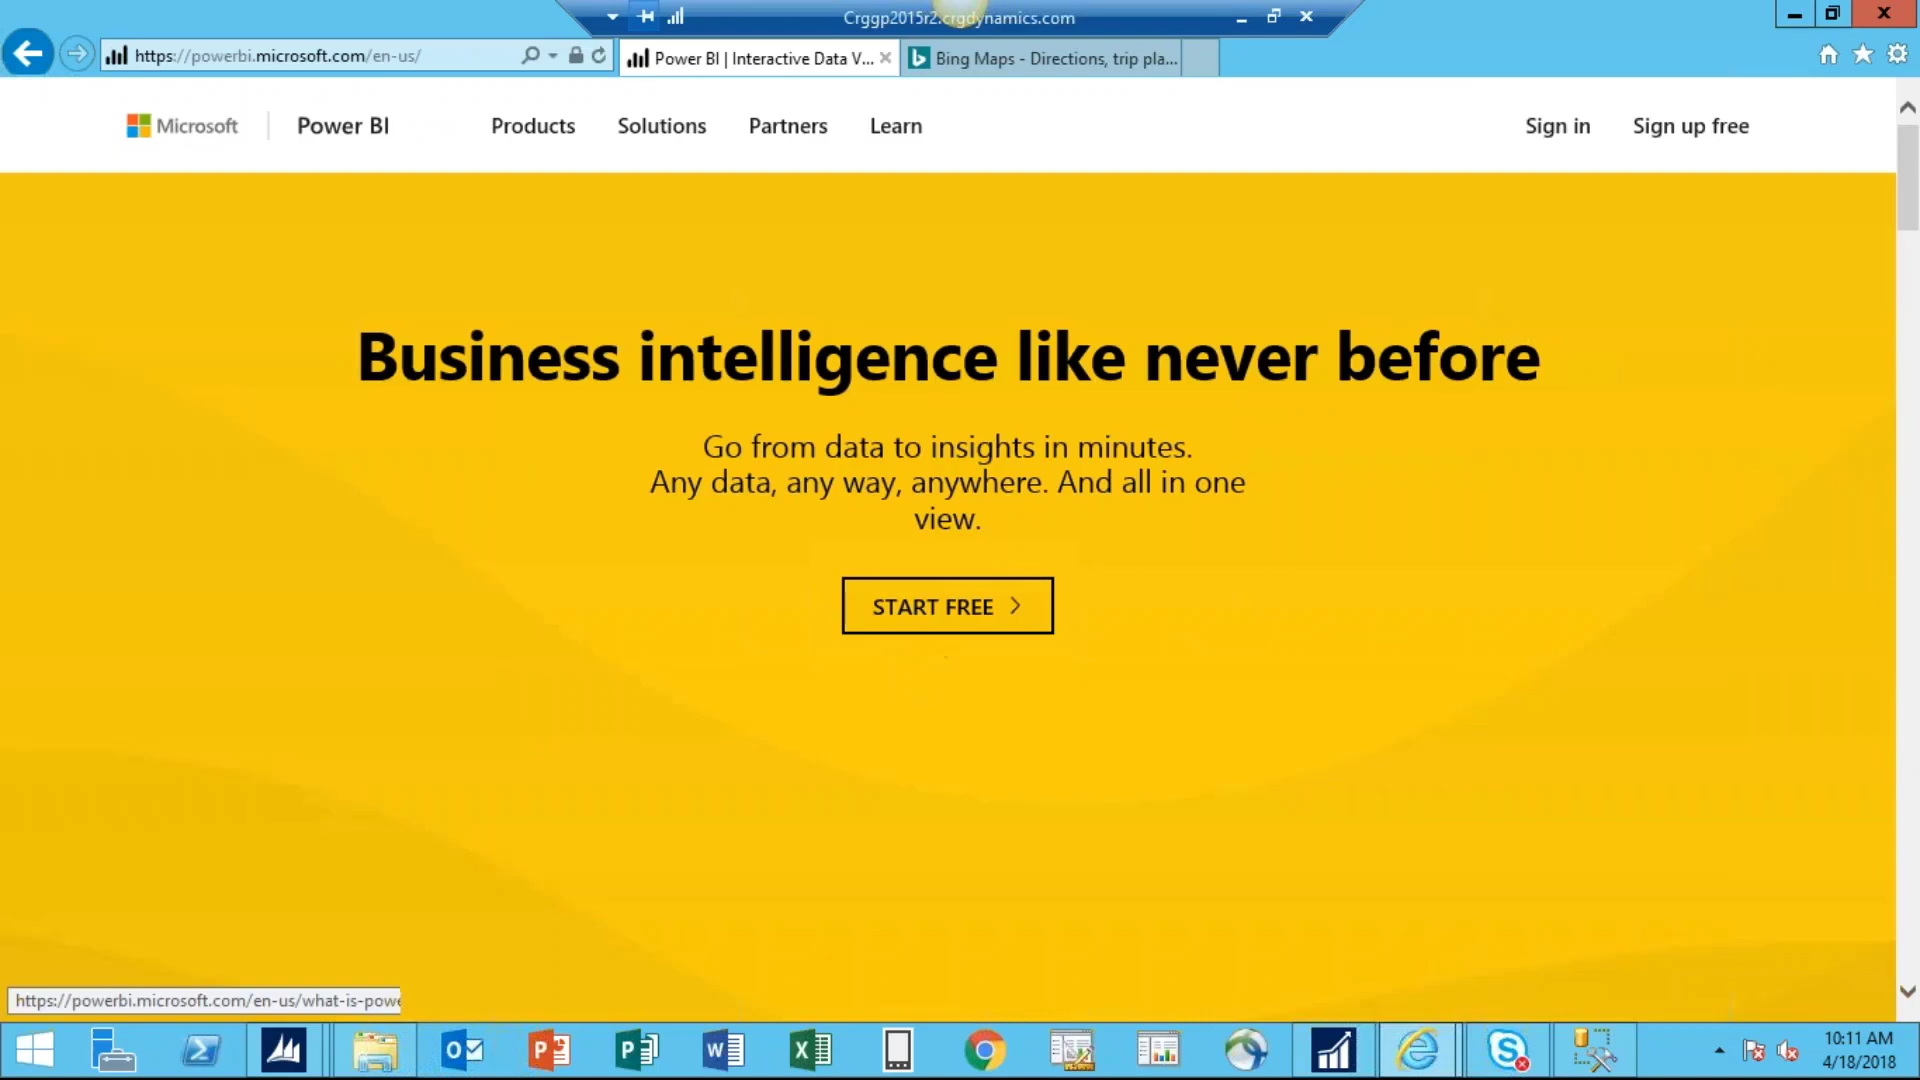 Crggp2015r2.crgdynamics.com
https://powerbi.microsoft.com/en-us/
Power BI | Interactive Data V...
Bing Maps - Directions, trip pla...
Microsoft
Power BI
Products
Solutions
Partners
Learn
Sign in
Sign up free
Business intelligence like never before
Go from data to insights in minutes.
Any data, any way, anywhere. And all in one
view.
START FREE
https://powerbi.microsoft.com/en-us/what-is-powe
10:11 AM
4/18/2018